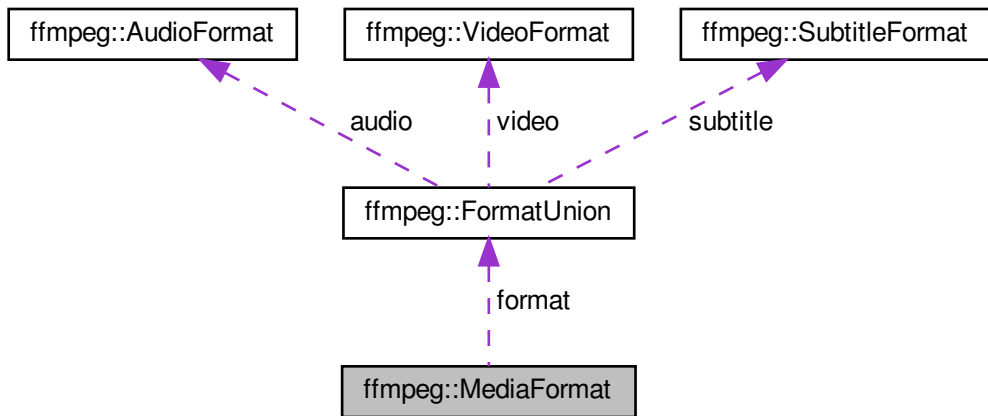 ffmpeg::AudioFormat ffmpeg::VideoFormat ffmpeg::SubtitleFormat
audio video subtitle
ffmpeg::FormatUnion
format
ffmpeg::MediaFormat